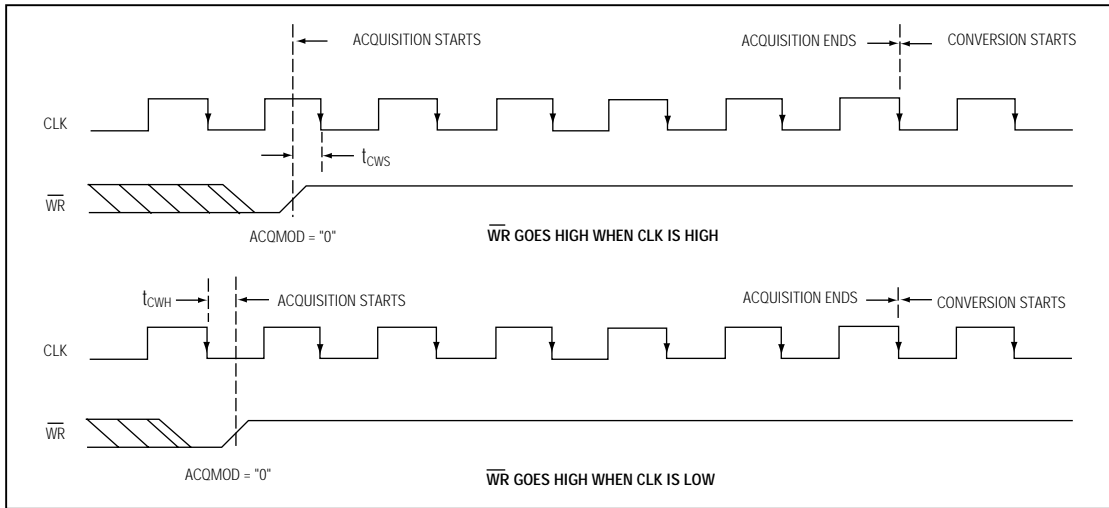 ACQUISITION STARTS
ACQUISITION ENDS
CONVERSION STARTS
CLK
tCWS
WR
ACQMOD = "0"
WR GOES HIGH WHEN CLK IS HIGH
tCWH
ACQUISITION STARTS
ACQUISITION ENDS
CONVERSION STARTS
CLK
WR
ACQMOD = "0"
WR GOES HIGH WHEN CLK IS LOW